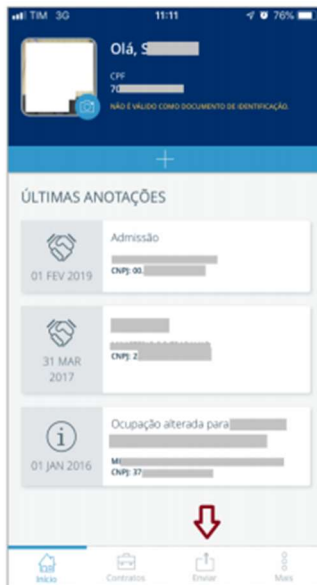 TIM 3G 11:11 76%
Olá, S
CPF
70
NÃO É VÁLIDO COMO DOCUMENTO DE IDENTIFICAÇÃO.
+
ÚLTIMAS ANOTAÇÕES
Admissão
CNPJ: 00.
01 FEV 2019
CNPJ: 2
31 MAR
2017
Ocupação alterada para
01 JAN 2016
CNPJ: 37
Início Contratos Enviar Mais